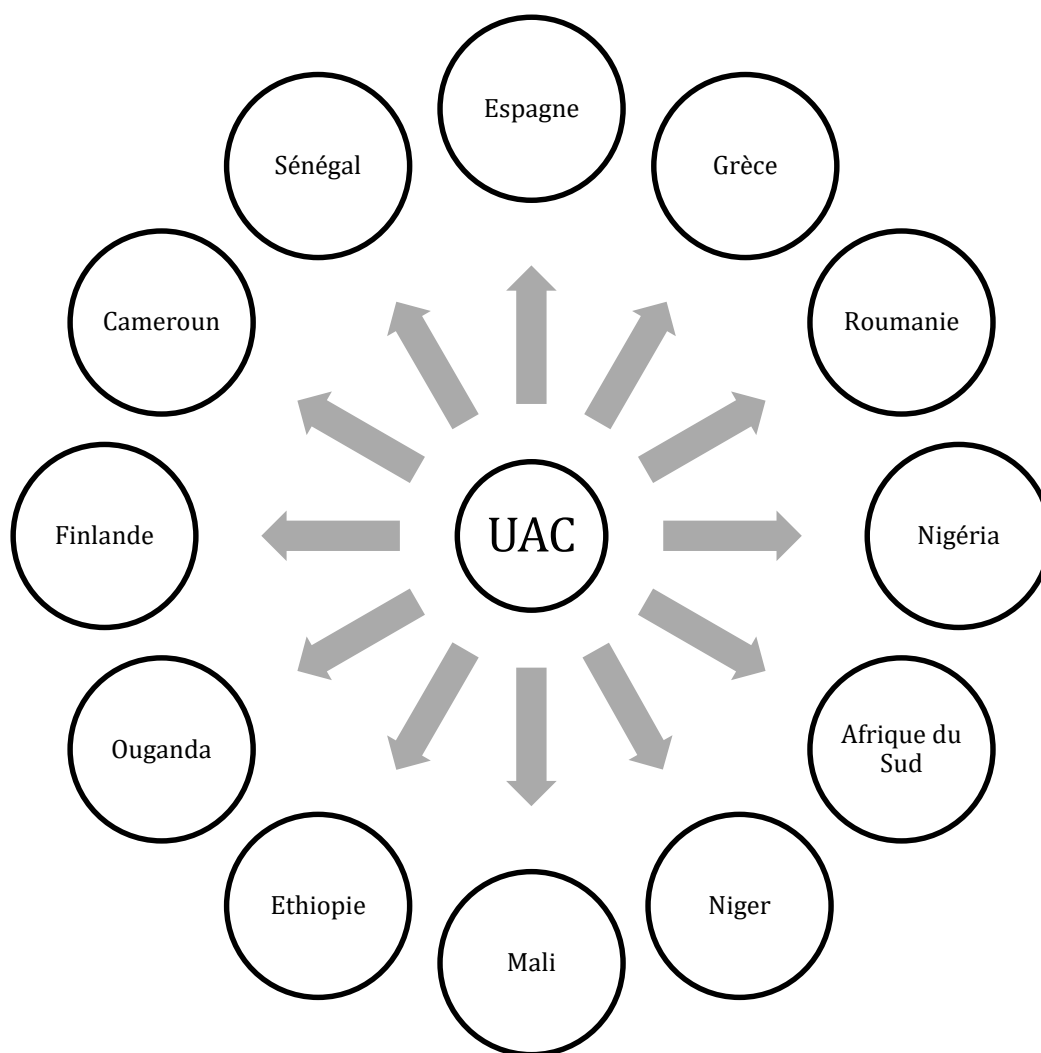 Espagne
Sénégal
Grèce
Cameroun
Roumanie
Finlande
UAC
Nigéria
Ouganda
Afrique du
Sud
Ethiopie
Niger
Mali